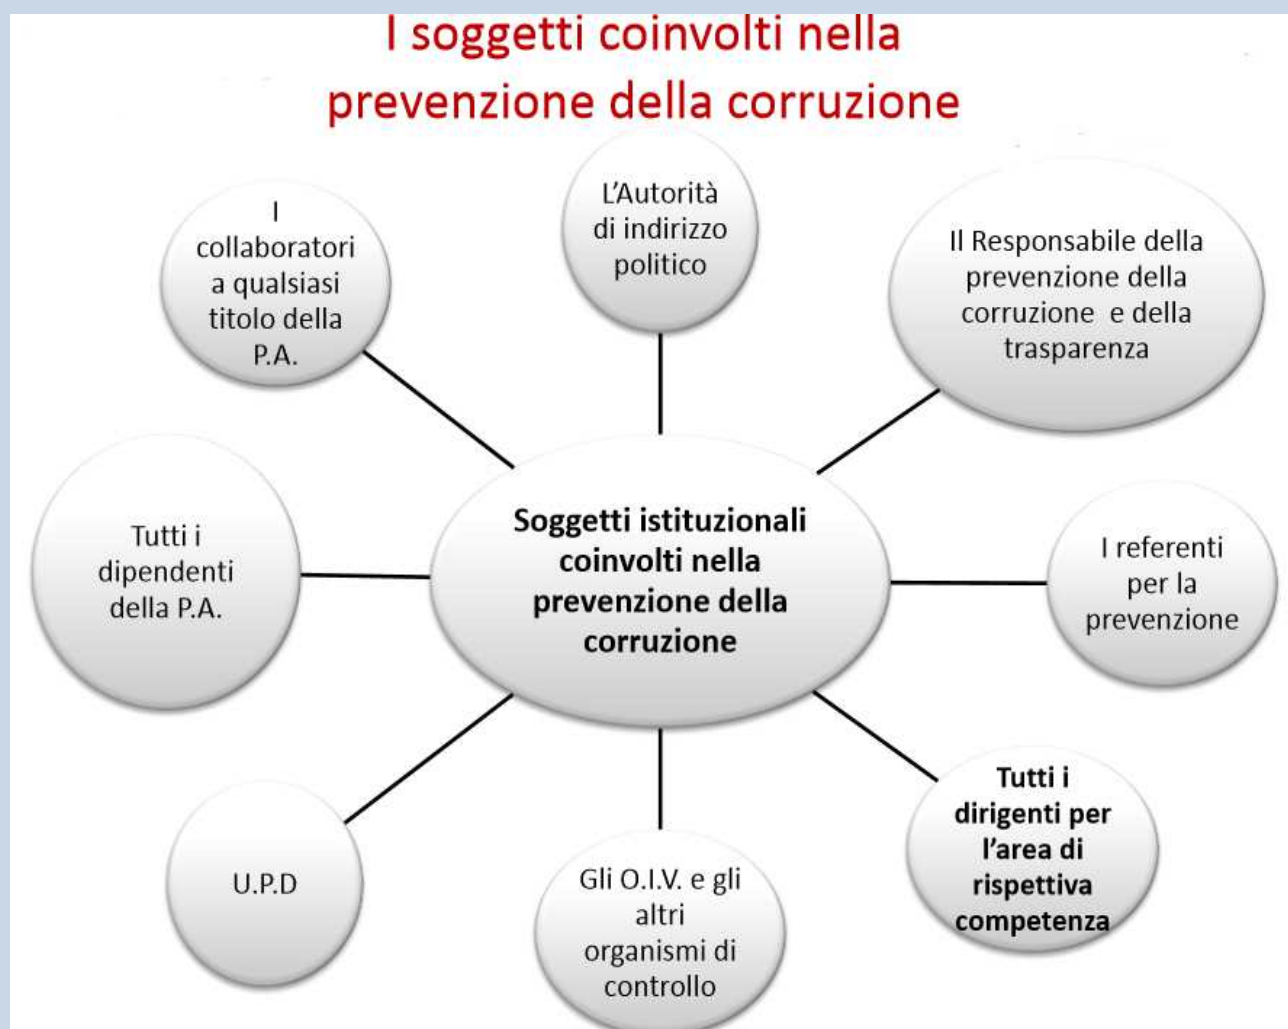 I soggetti coinvolti nella
prevenzione della corruzione
L'Autorità
di indirizzo
politico
Il Responsabile della
prevenzione della
corruzione e della
trasparenza
I referenti
per la
prevenzione
Tutti i
dirigenti per
l'area di
rispettiva
competenza
Gli O.I.V. e gli
altri
organismi di
controllo
U.P.D
Tutti i
dipendenti
della P.A.
I
collaboratori
a qualsiasi
titolo della
P.A.
Soggetti istituzionali
coinvolti nella
prevenzione della
corruzione